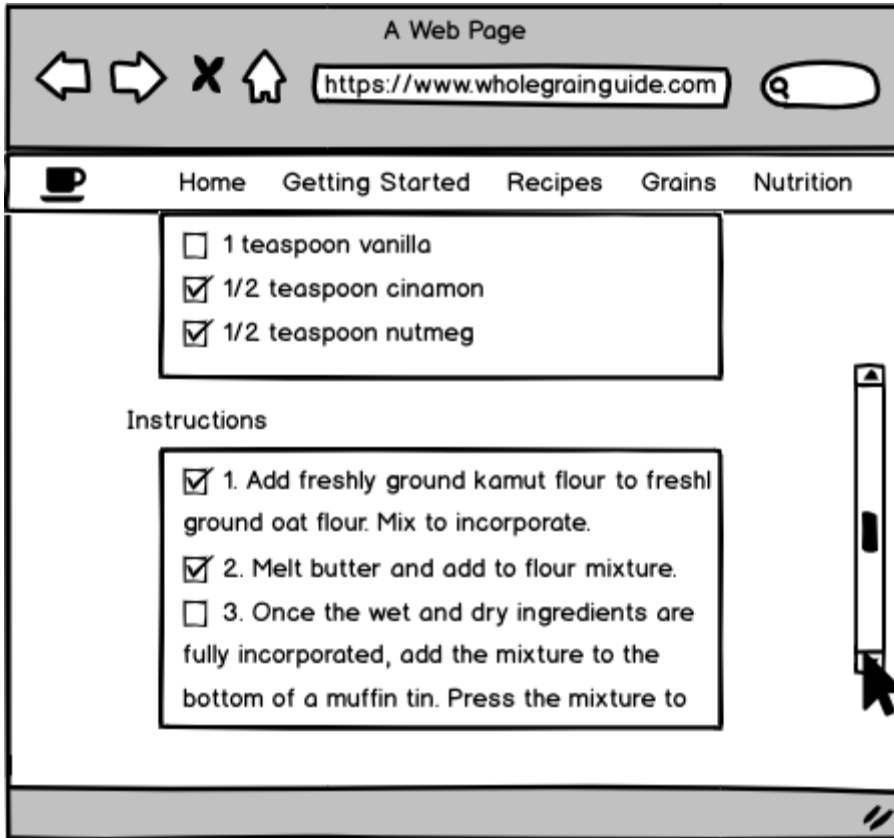 A Web Page
https://www.wholegrainguide.com
Home Getting Started Recipes Grains Nutrition
1 teaspoon vanilla
1/2 teaspoon cinamon
1/2 teaspoon nutmeg
Instructions
1. Add freshly ground kamut flour to freshl
ground oat flour. Mix to incorporate.
2. Melt butter and add to flour mixture.
3. Once the wet and dry ingredients are
fully incorporated, add the mixture to the
bottom of a muffin tin. Press the mixture to